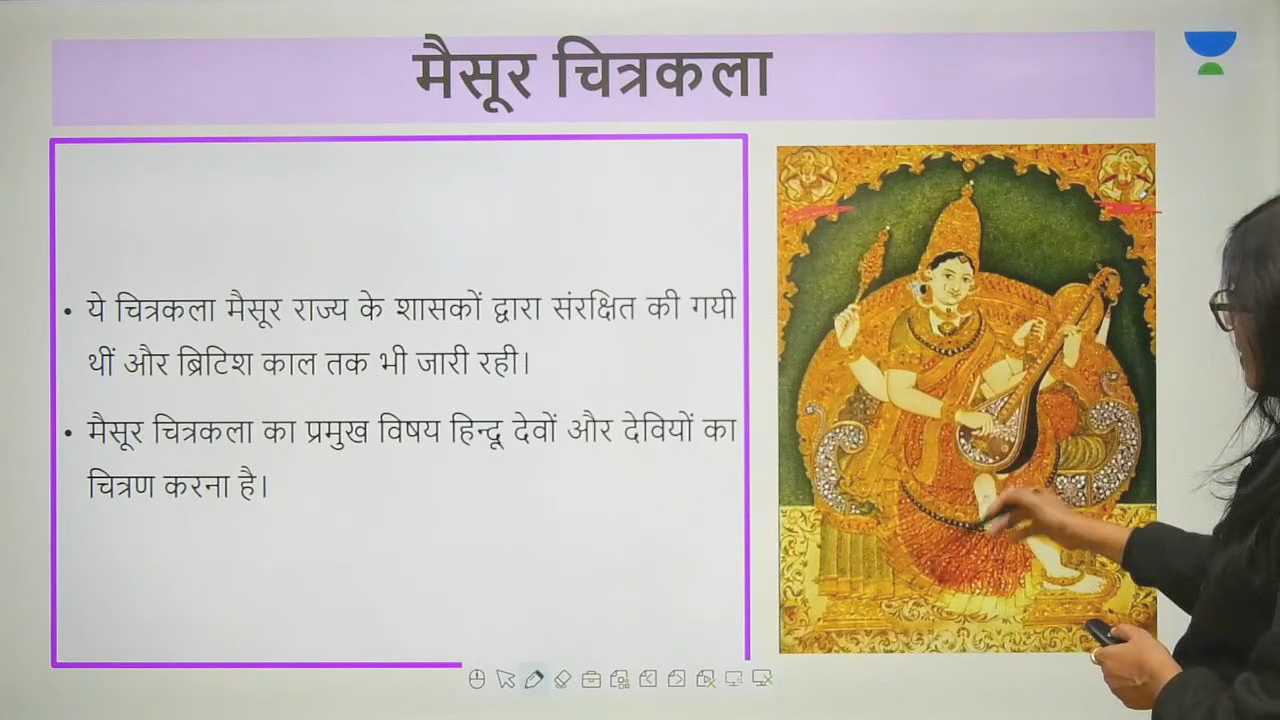 मैसूर चित्रकला
• ये चित्रकला मैसूर राज्य के शासकों द्वारा संरक्षित की गयी
थीं और ब्रिटिश काल तक भी जारी रही।
• मैसूर चित्रकला का प्रमुख विषय हिन्दू देवों और देवियों का
चित्रण करना है।